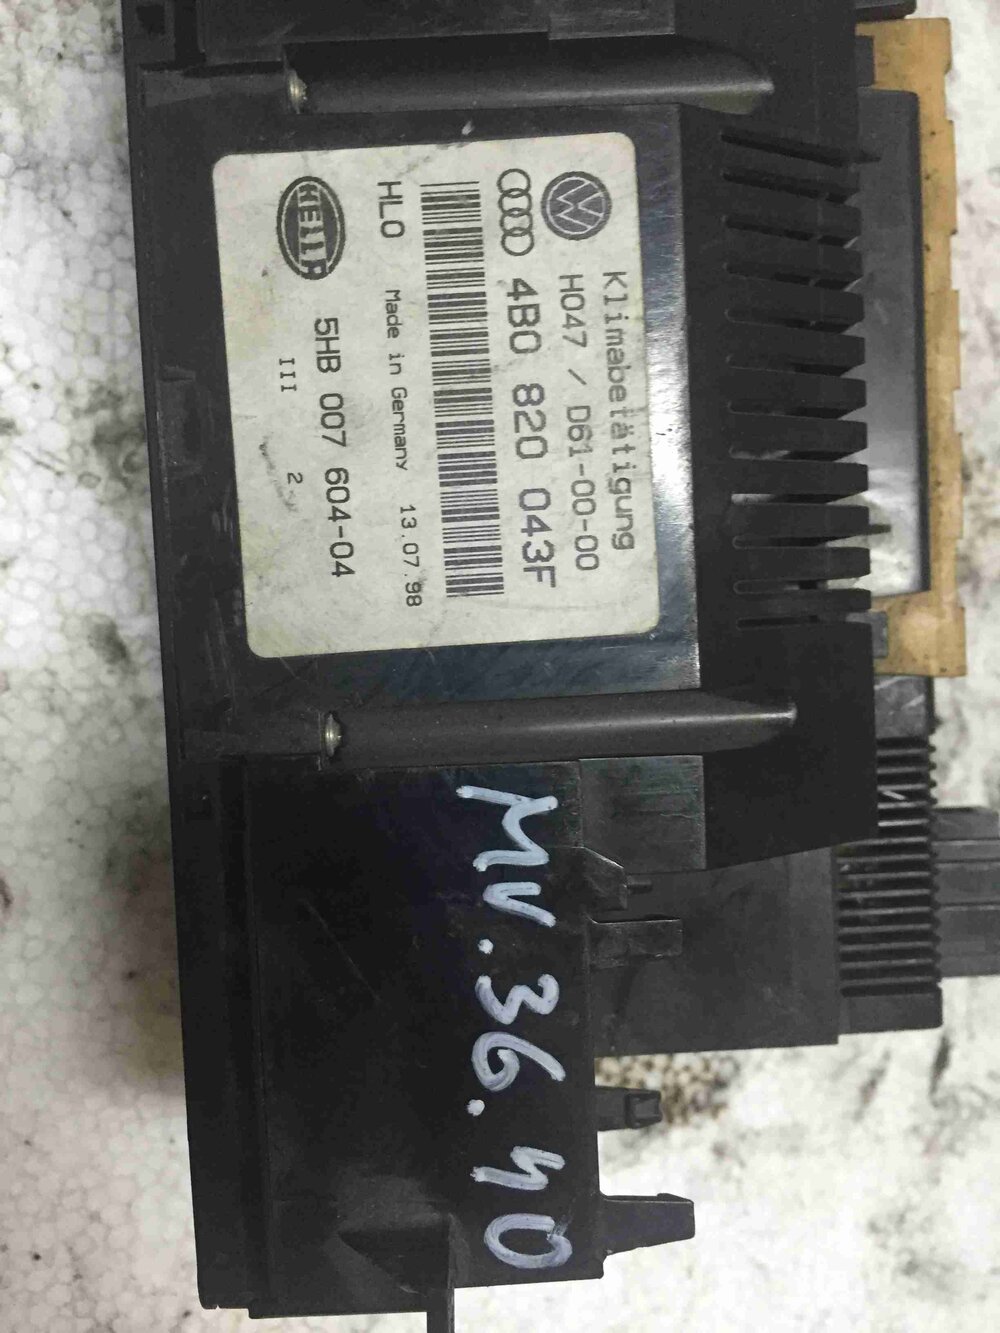 Klimabetätigung
H047 / D61-00-00
4B0 820 043F
HLO Made in Germany 13.07.98
HELLA 5HB 007 604-04
III 2
MV.36.40